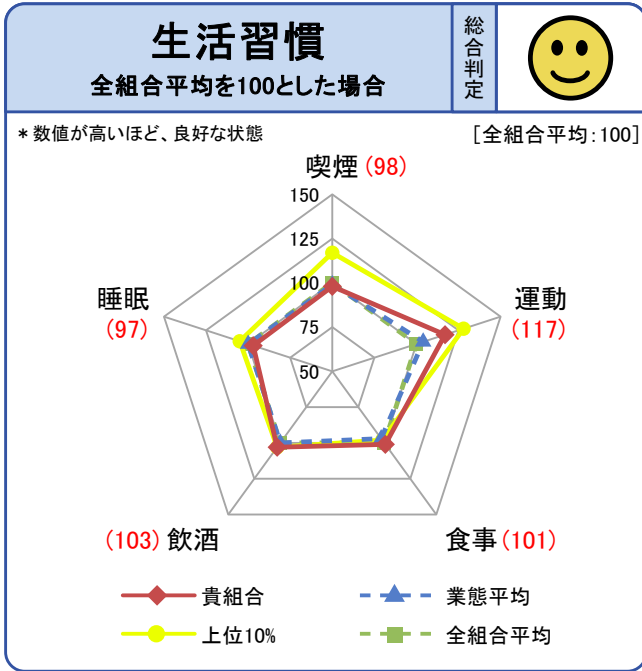 生活習慣
全組合平均を100とした場合
総合判定
*数値が高いほど、良好な状態
[全組合平均:100]
喫煙(98)
150
125
100
75
50
睡眠
(97)
運動
(117)
(103)飲酒
食事(101)
貴組合
業態平均
上位10%
全組合平均